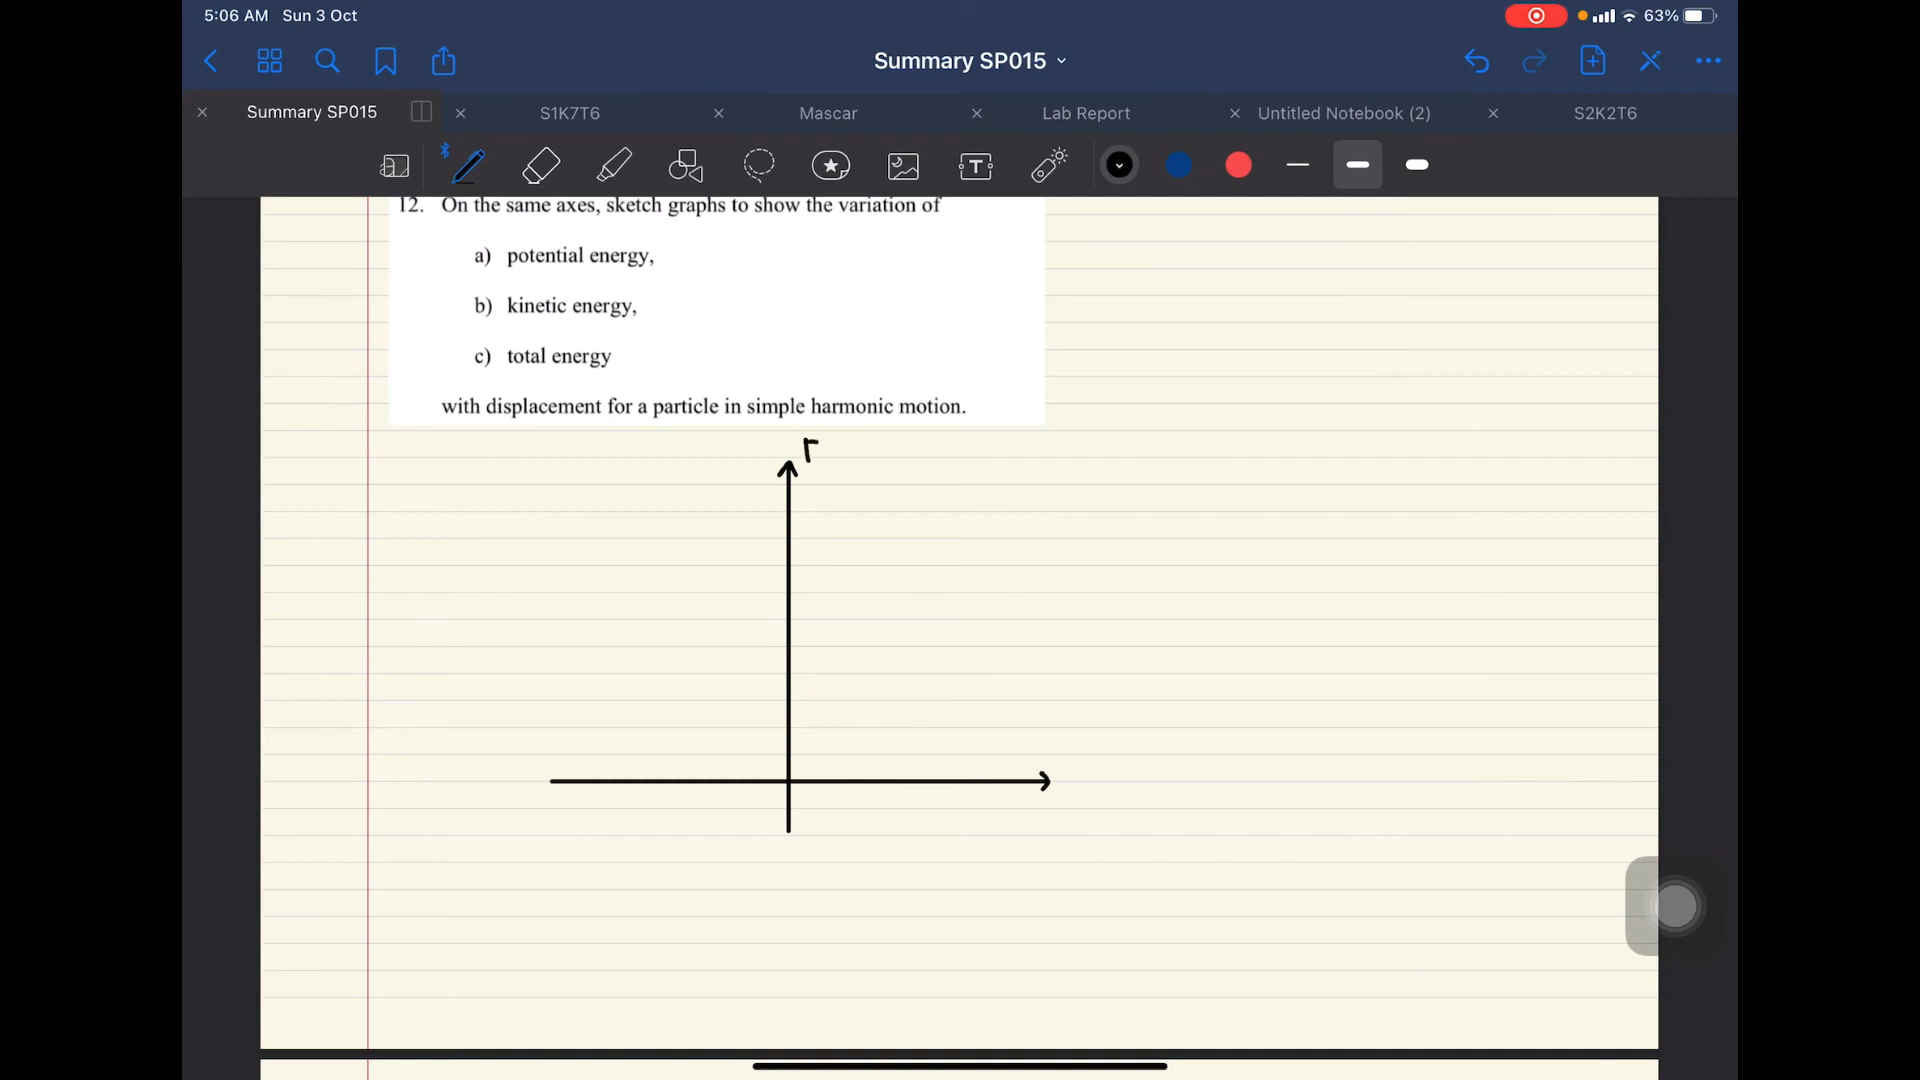 5:06 AM Sun 3 Oct 63%
Summary SP015
Summary SP015 S1K7T6 Mascar Lab Report Untitled Notebook (2) S2K2T6
12. On the same axes, sketch graphs to show the variation of
a) potential energy,
b) kinetic energy,
c) total energy
with displacement for a particle in simple harmonic motion.